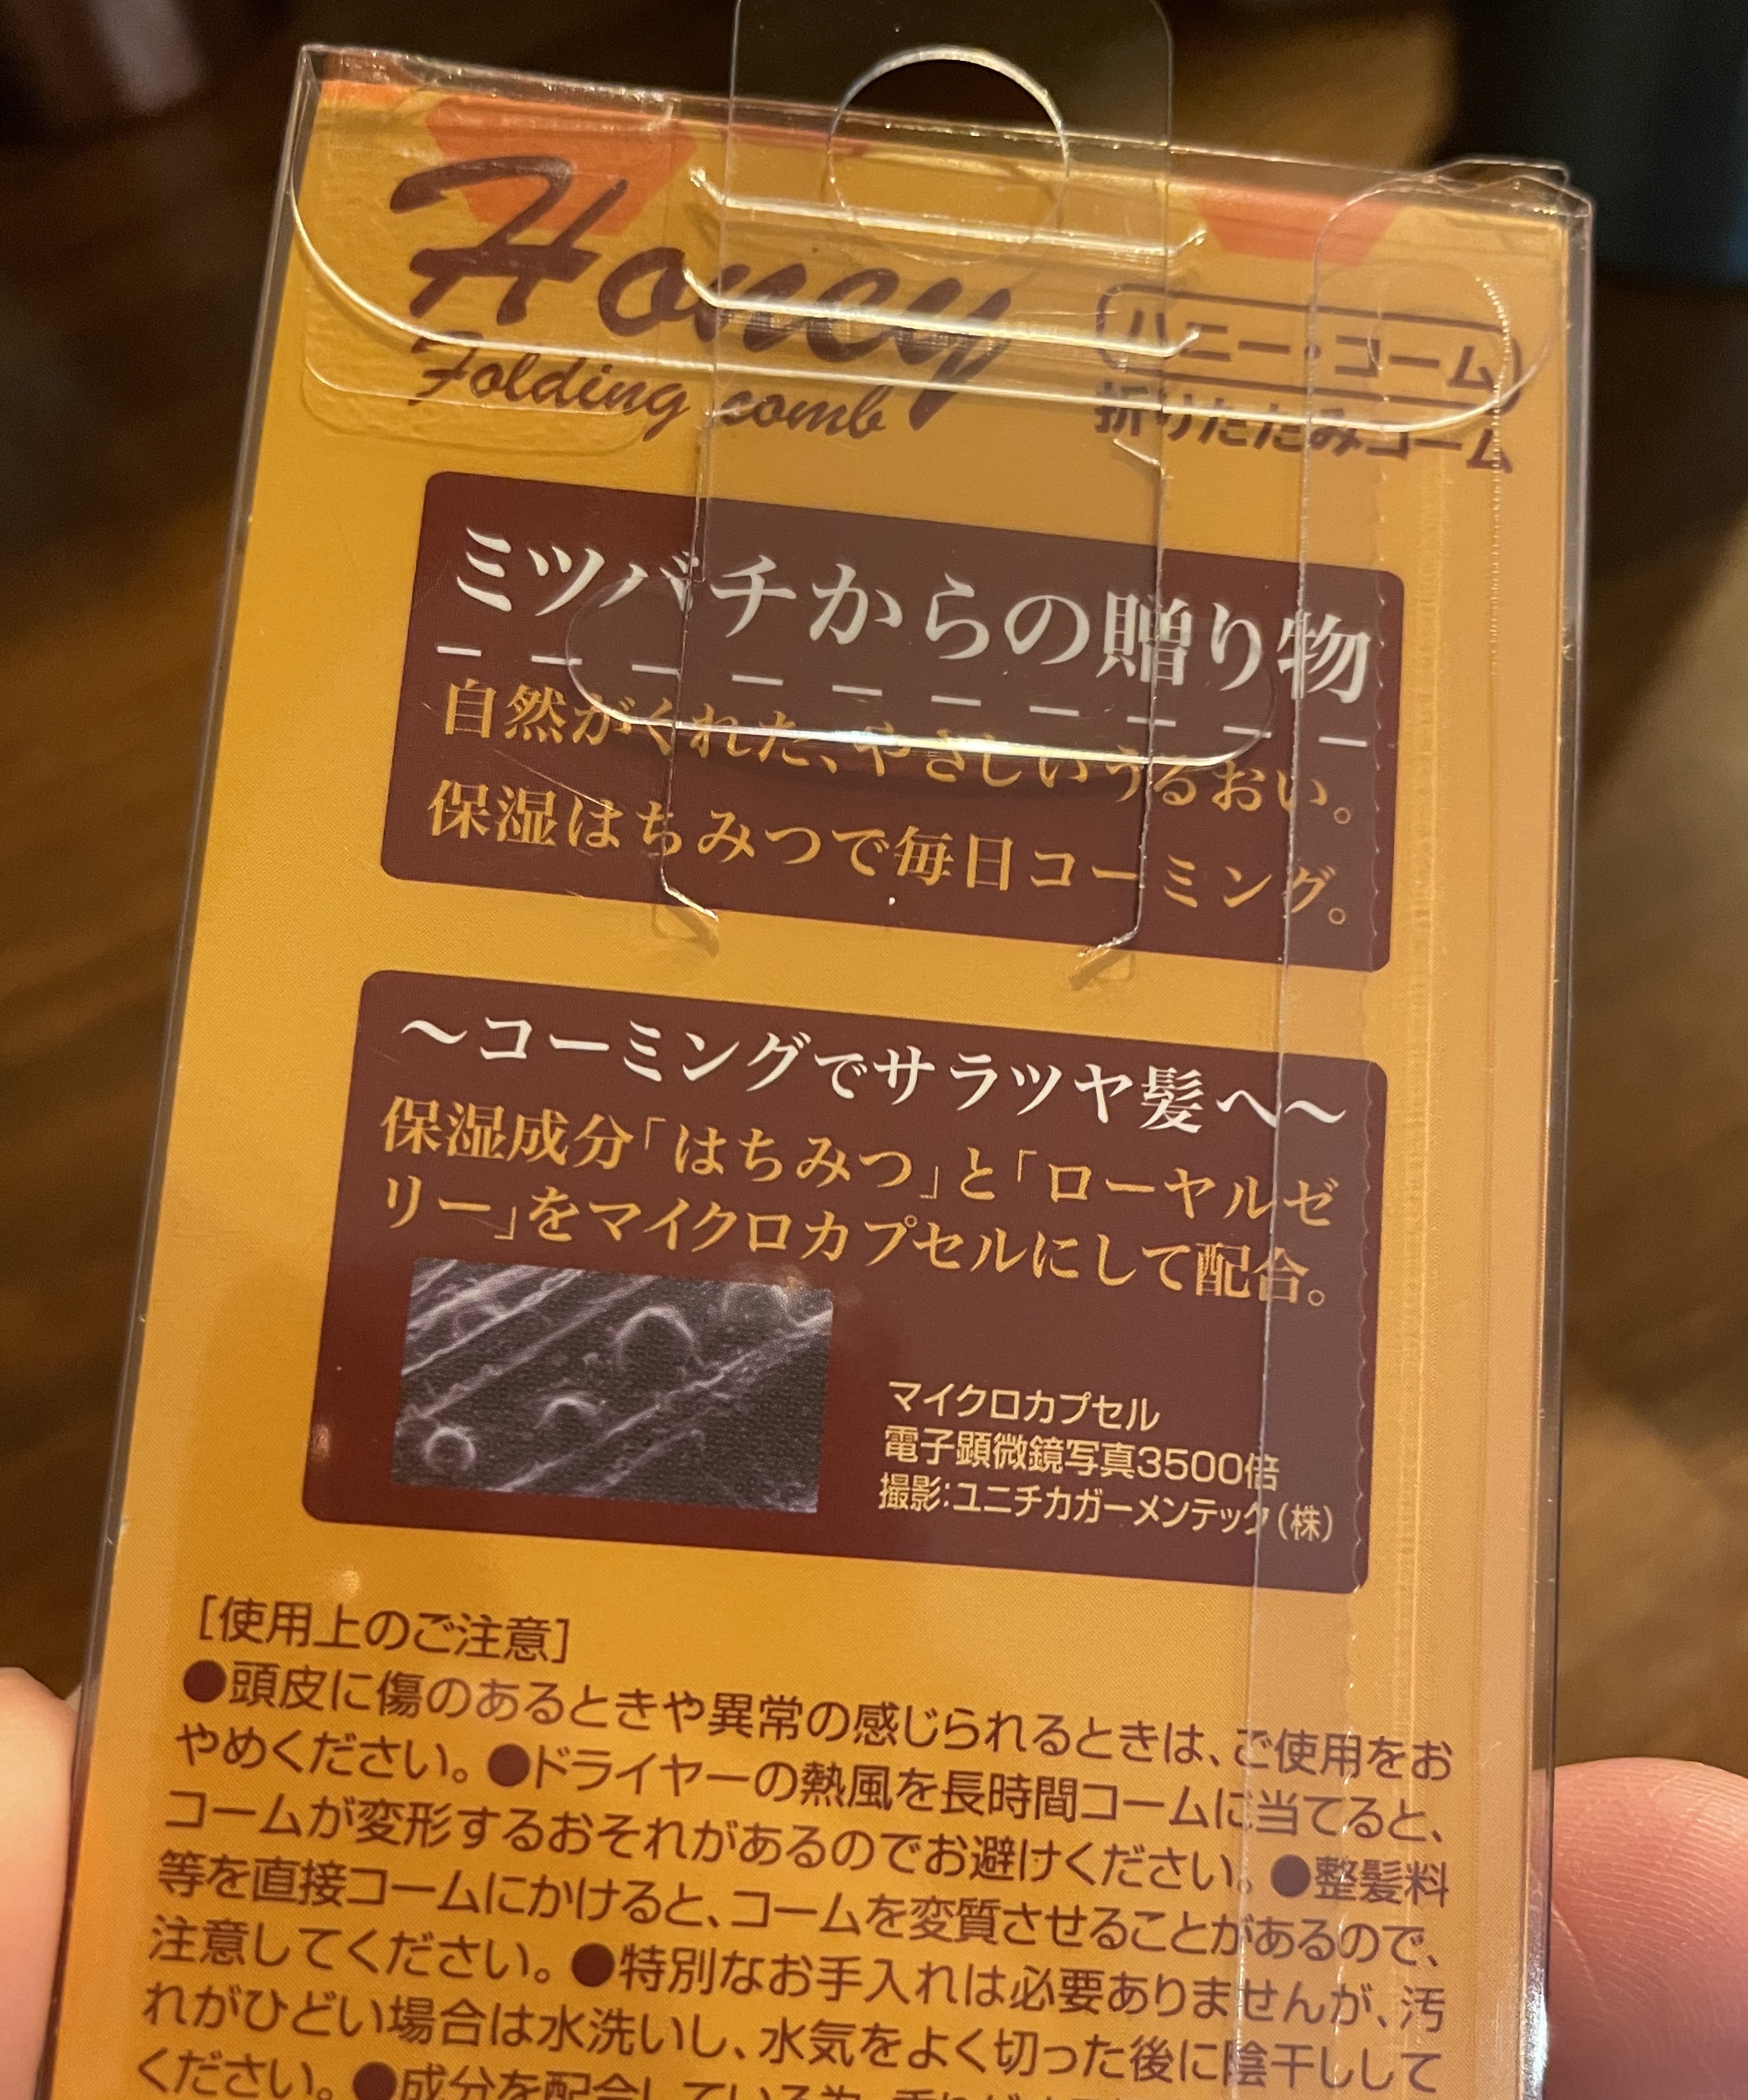 Honey
Folding comb
ハニー・コーム
折りたたみコーム
ミツバチからの贈り物
自然がくれた、やさしいうるおい。
保湿はちみつで毎日コーミング。
〜コーミングでサラツヤ髪へ〜
保湿成分「はちみつ」と「ローヤルゼ
リー」をマイクロカプセルにして配合。
マイクロカプセル
電子顕微鏡写真3500倍
撮影:ユニチカガーメンテック(株)
[使用上のご注意]
●頭皮に傷のあるときや異常の感じられるときは、ご使用をお
やめください。●ドライヤーの熱風を長時間コームに当てると、
コームが変形するおそれがあるのでお避けください。●整髪料
等を直接コームにかけると、コームを変質させることがあるので、
注意してください。●特別なお手入れは必要ありませんが、汚
れがひどい場合は水洗いし、水気をよく切った後に陰干しして
ください。●成分を配合している為、